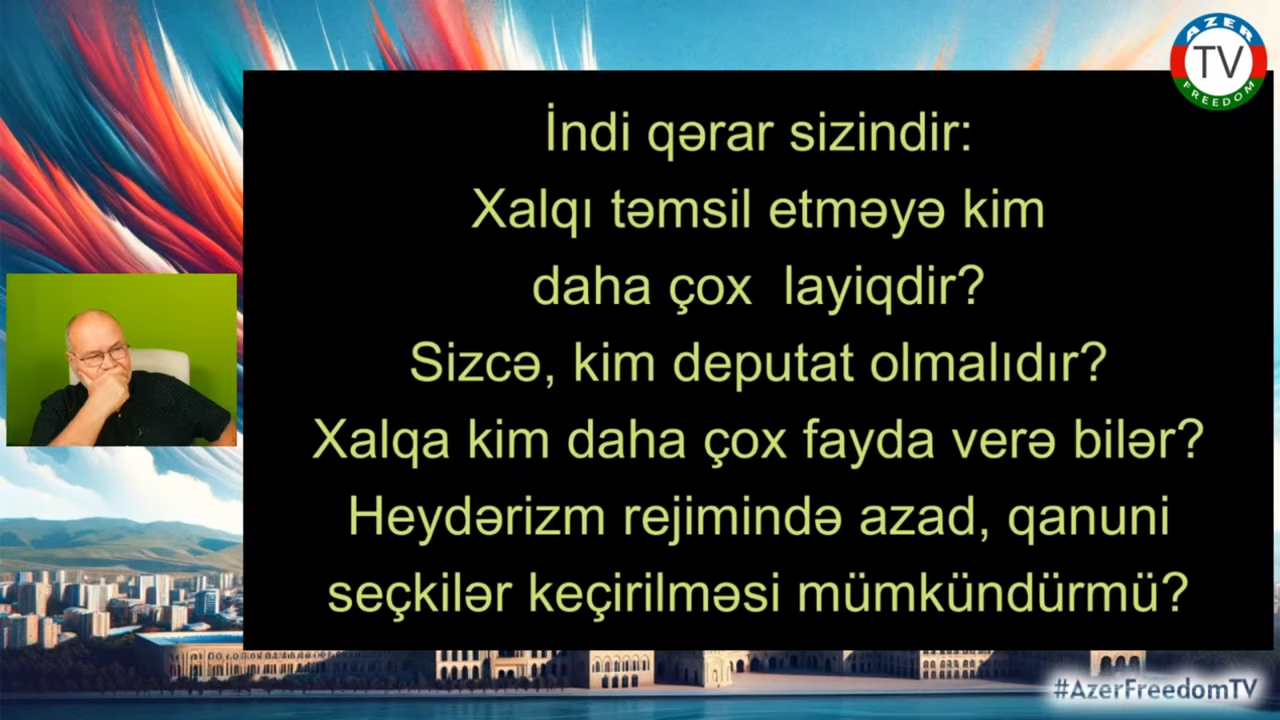 AZER
TV
FREEDOM
İndi qərar sizindir:
Xalqı təmsil etməyə kim
daha çox layiqdir?
Sizcə, kim deputat olmalıdır?
Xalqa kim daha çox fayda verə bilər?
Heydərizm rejimində azad, qanuni
seçkilər keçirilməsi mümkündürmü?
#AzerFreedomTV